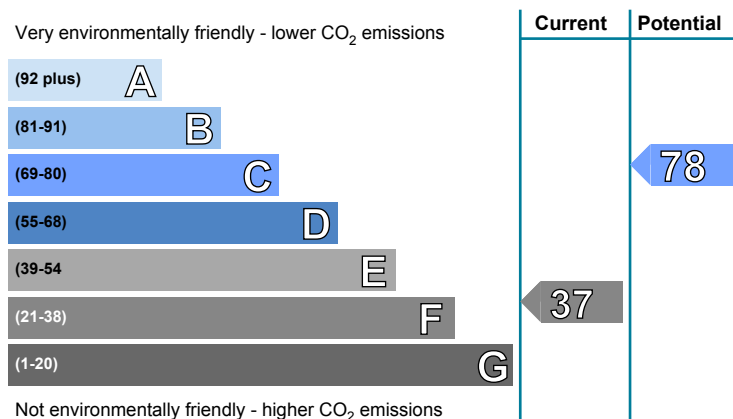 Very environmentally friendly - lower CO2 emissions
Current
Potential
(92 plus) A
(81-91) B
(69-80) C
78
(55-68) D
(39-54 E
(21-38) F
37
(1-20) G
Not environmentally friendly - higher CO2 emissions